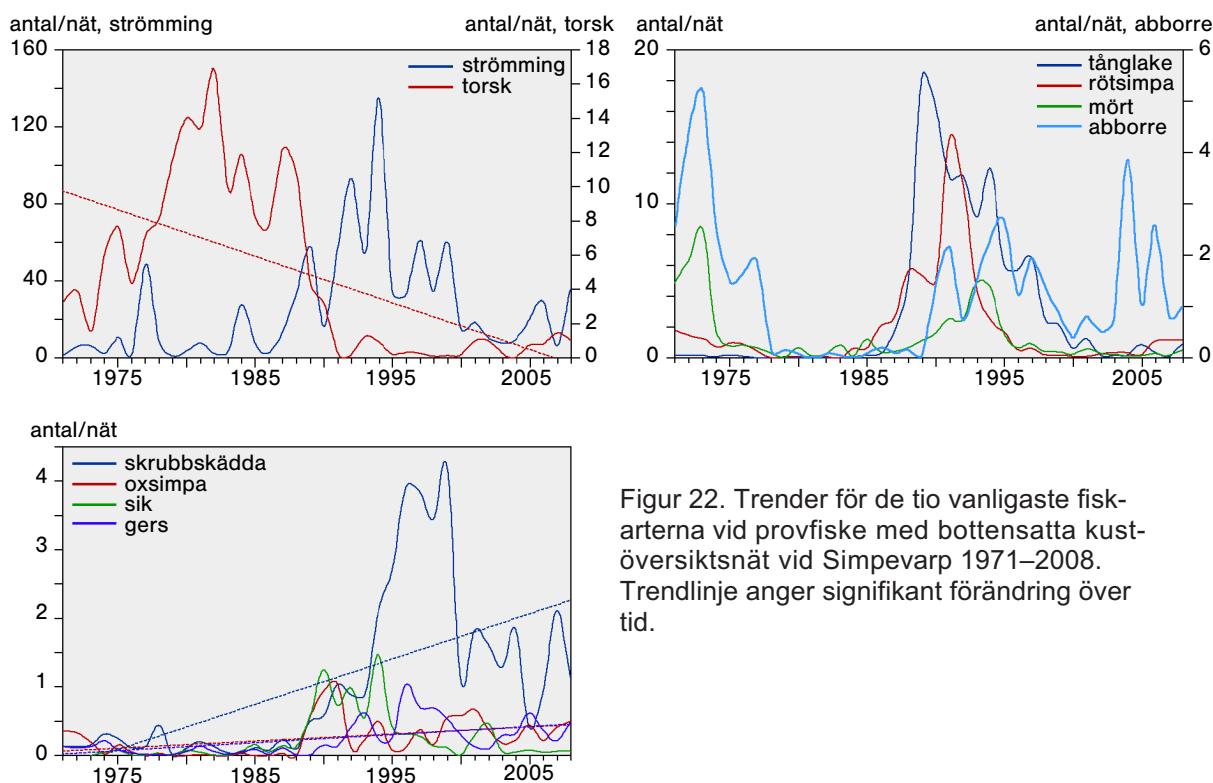 antal/nät, strömming
antal/nät, torsk
160
120
80
40
0
18
16
14
12
10
8
6
4
2
0
strömming
torsk
1975
1985
1995
2005
antal/nät
antal/nät, abborre
20
10
0
6
4
2
0
tånglake
rötsimpa
mört
abborre
1975
1985
1995
2005
antal/nät
4
3
2
1
0
skrubbskädda
oxsimpa
sik
gers
1975
1985
1995
2005
Figur 22. Trender för de tio vanligaste fisk-
arterna vid provfiske med bottensatta kust-
översiktsnät vid Simpevarp 1971–2008.
Trendlinje anger signifikant förändring över
tid.